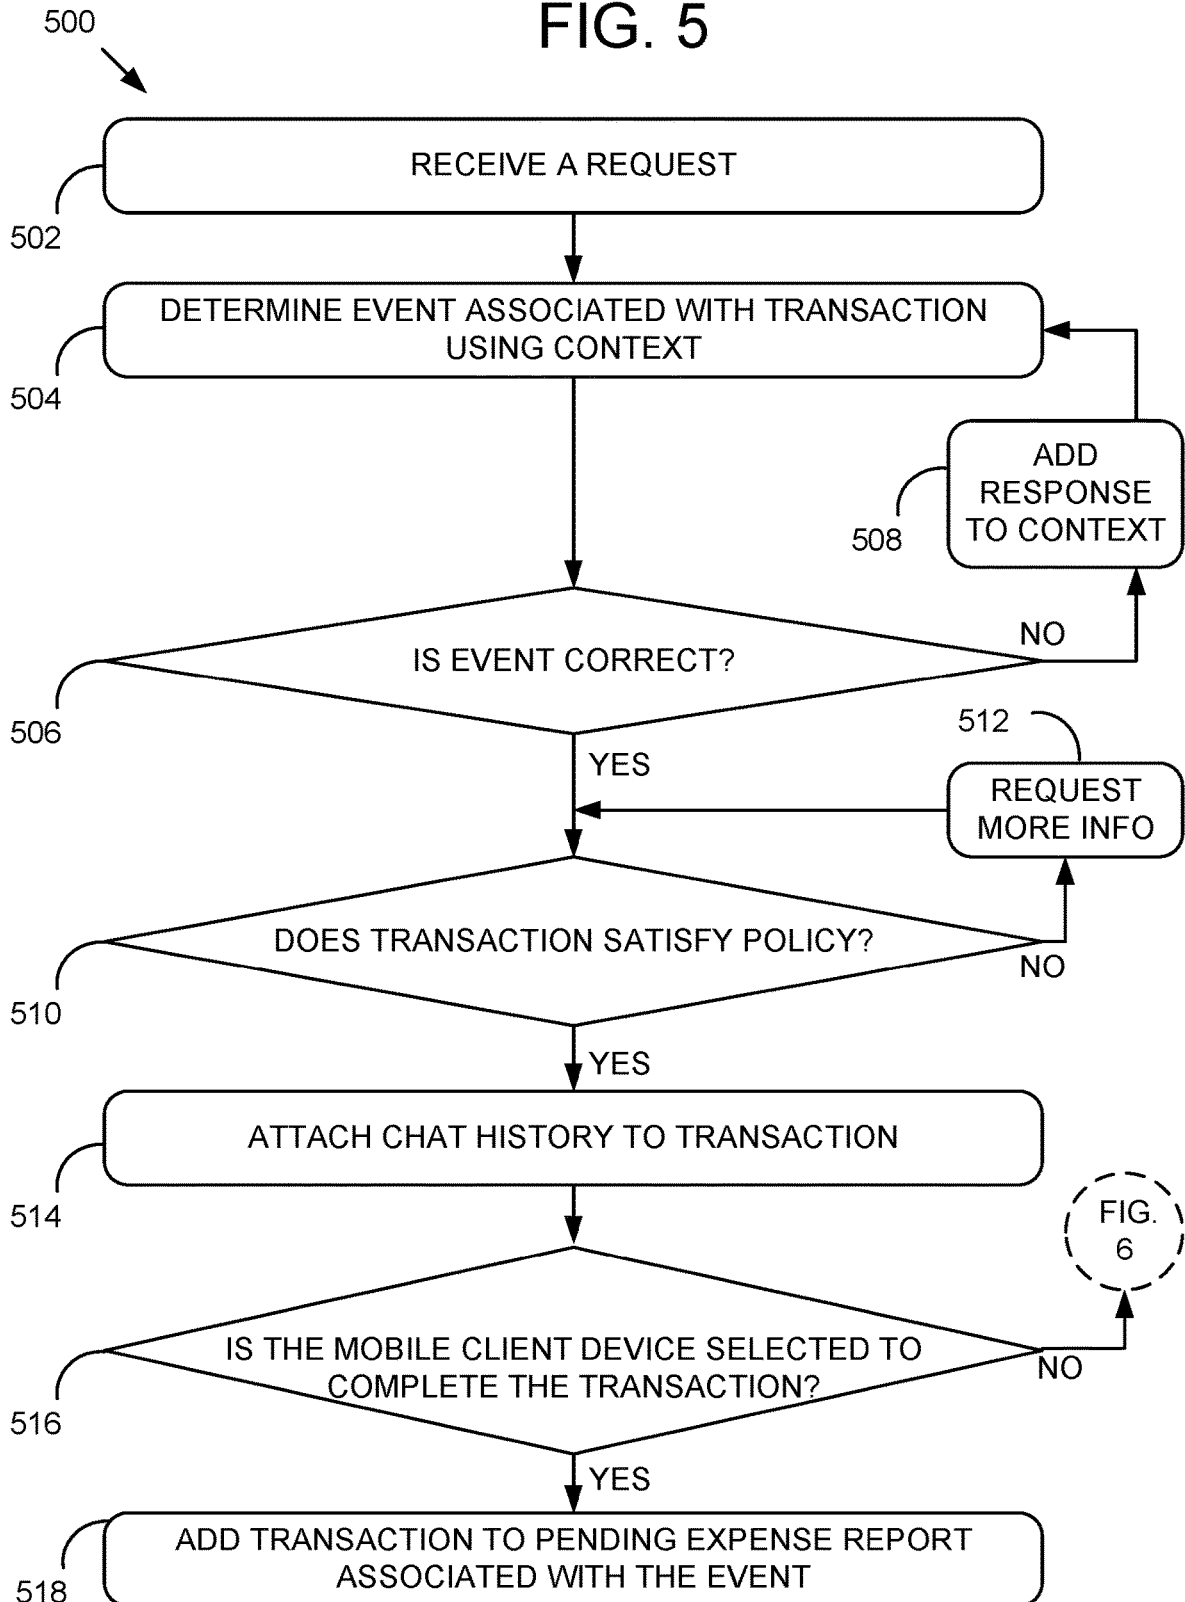 FIG. 5
500
RECEIVE A REQUEST
502
DETERMINE EVENT ASSOCIATED WITH TRANSACTION
USING CONTEXT
504
ADD
RESPONSE
TO CONTEXT
508
NO
IS EVENT CORRECT?
506
512
YES
REQUEST
MORE INFO
DOES TRANSACTION SATISFY POLICY?
NO
510
YES
ATTACH CHAT HISTORY TO TRANSACTION
514
FIG.
6
IS THE MOBILE CLIENT DEVICE SELECTED TO
COMPLETE THE TRANSACTION?
NO
516
YES
ADD TRANSACTION TO PENDING EXPENSE REPORT
ASSOCIATED WITH THE EVENT
518